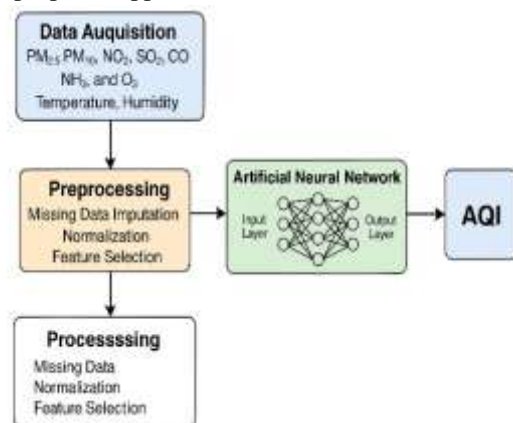 Data Auquisition
PM₂.₅ PM₁₀, NO₂, SO₂, CO
NH₃, and O₃
Temperature, Humidity
Preprocessing
Missing Data Imputation
Normalization
Feature Selection
Artificial Neural Network
Input
Layer
Output
Layer
AQI
Processssing
Missing Data
Normalization
Feature Selection